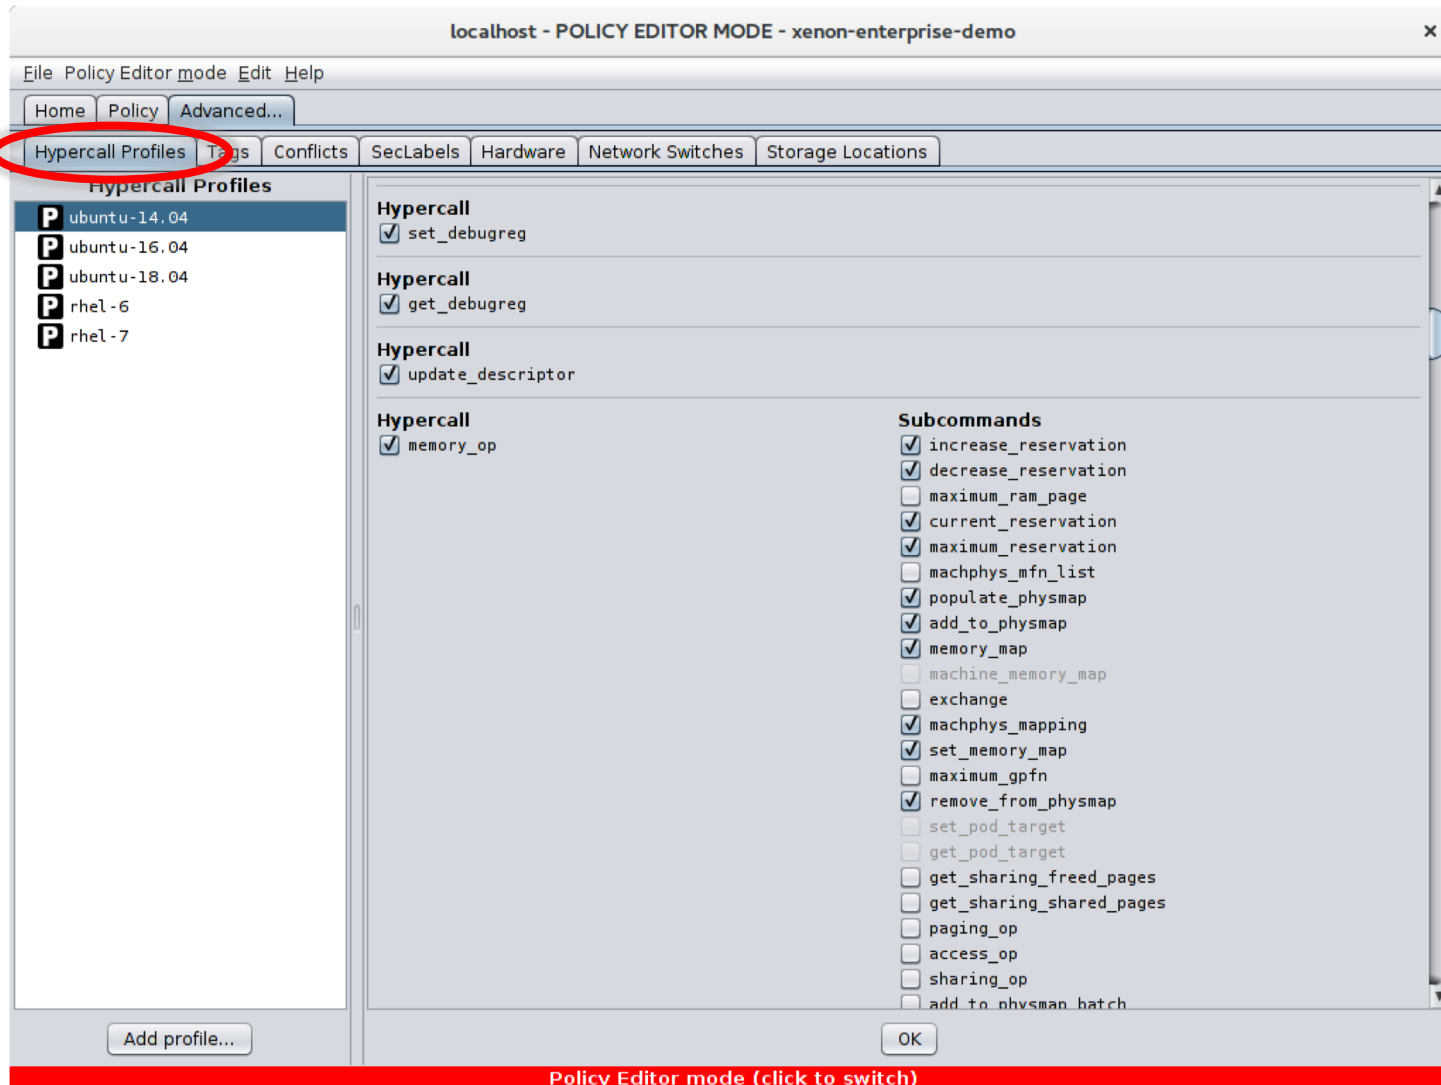 localhost - POLICY EDITOR MODE - xenon-enterprise-demo ×
File Policy Editor mode Edit Help
Home Policy Advanced...
Hypercall Profiles Tags Conflicts SecLabels Hardware Network Switches Storage Locations
Hypercall Profiles
P ubuntu-14.04
P ubuntu-16.04
P ubuntu-18.04
P rhel-6
P rhel-7
Add profile...
Hypercall
set_debugreg
Hypercall
get_debugreg
Hypercall
update_descriptor
Hypercall
memory_op
Subcommands
increase_reservation
decrease_reservation
maximum_ram_page
current_reservation
maximum_reservation
machphys_mfn_list
populate_physmap
add_to_physmap
memory_map
machine_memory_map
exchange
machphys_mapping
set_memory_map
maximum_gpfn
remove_from_physmap
set_pod_target
get_pod_target
get_sharing_freed_pages
get_sharing_shared_pages
paging_op
access_op
sharing_op
add_to_physmap_batch
OK
Policy Editor mode (click to switch)